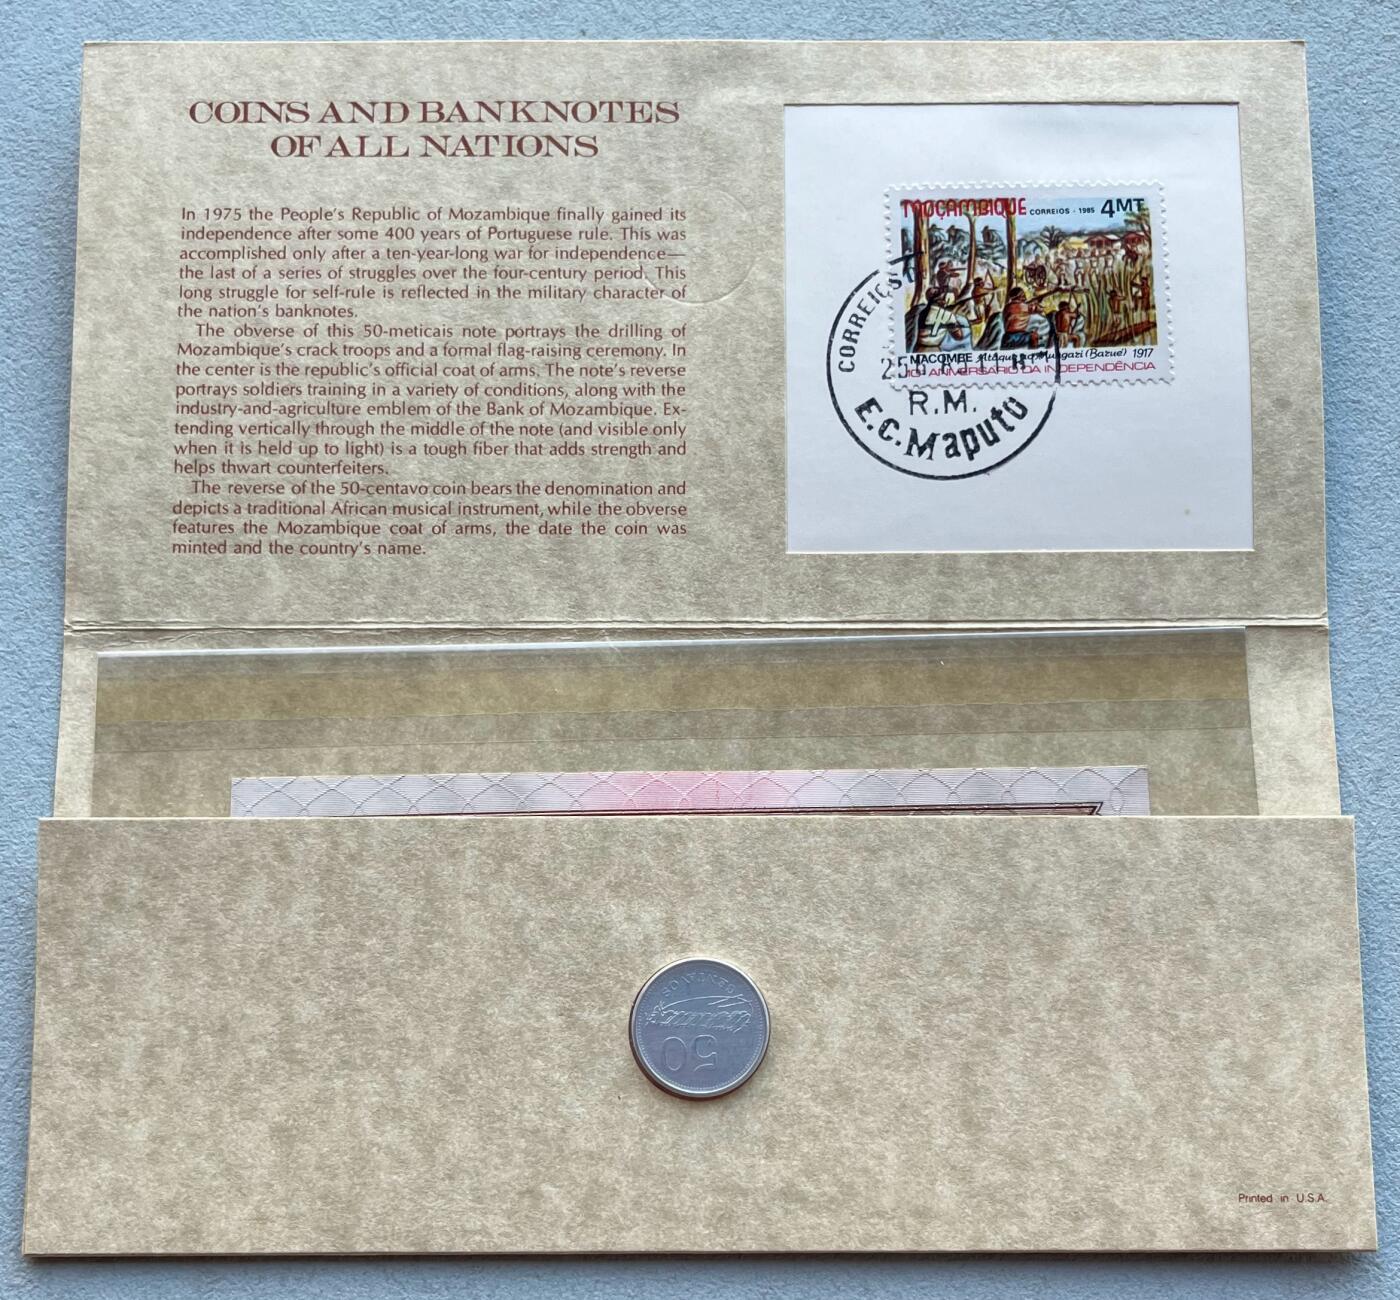 COINS AND BANKNOTES
OF ALL NATIONS
In 1975 the People's Republic of Mozambique finally gained its
independence after some 400 years of Portuguese rule. This was
accomplished only after a ten-year-long war for independence—
the last of a series of struggles over the four-century period. This
long struggle for self-rule is reflected in the military character of
the nation's banknotes.
The obverse of this 50-meticais note portrays the drilling of
Mozambique's crack troops and a formal flag-raising ceremony. In
the center is the republic's official coat of arms. The note's reverse
portrays soldiers training in a variety of conditions, along with the
industry-and-agriculture emblem of the Bank of Mozambique. Ex-
tending vertically through the middle of the note (and visible only
when it is held up to light) is a tough fiber that adds strength and
helps thwart counterfeiters.
The reverse of the 50-centavo coin bears the denomination and
depicts a traditional African musical instrument, while the obverse
features the Mozambique coat of arms, the date the coin was
minted and the country's name.
MOÇAMBIQUE CORREIOS - 1985 4MT
MACOMBE Ataque ao Mungari (Barué) 1917
10º ANIVERSÁRIO DA INDEPENDÊNCIA
CORREIOS
R.M.
E.C. Maputo
CENTAVOS
50
Printed in U.S.A.